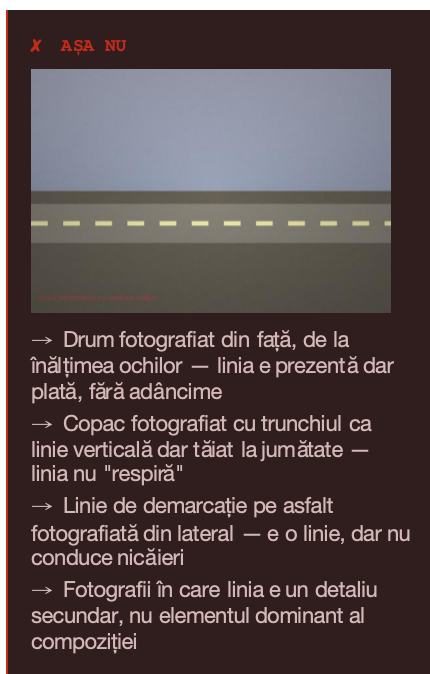 ✗ AȘA NU
→ Drum fotografiat din față, de la
înălțimea ochilor — linia e prezentă dar
plată, fără adâncime
→ Copac fotografiat cu trunchiul ca
linie verticală dar tăiat la jumătate —
linia nu "respiră"
→ Linie de demarcație pe asfalt
fotografiată din lateral — e o linie, dar nu
conduce nicăieri
→ Fotografii în care linia e un detaliu
secundar, nu elementul dominant al
compoziției